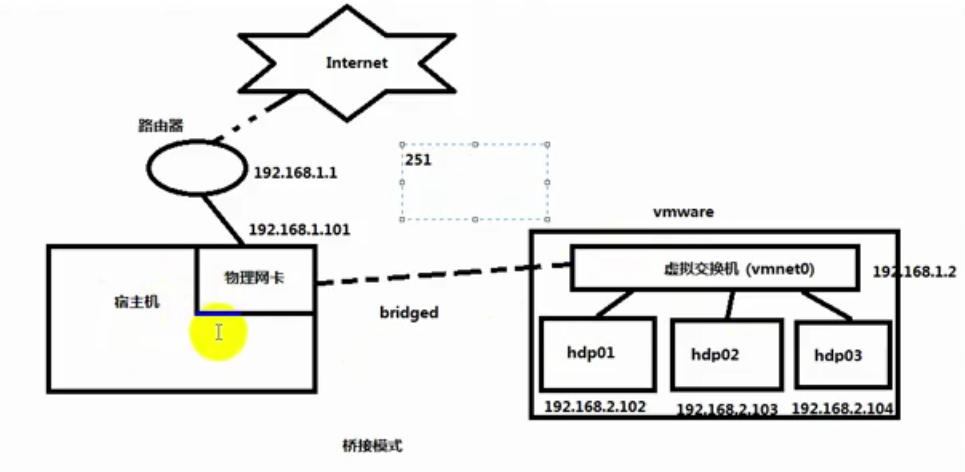 Internet
路由器
192.168.1.1
251
192.168.1.101
vmware
物理网卡
虚拟交换机 (vmnet0)
192.168.1.2
宿主机
bridged
hdp01
hdp02
hdp03
192.168.2.102
192.168.2.103
192.168.2.104
桥接模式